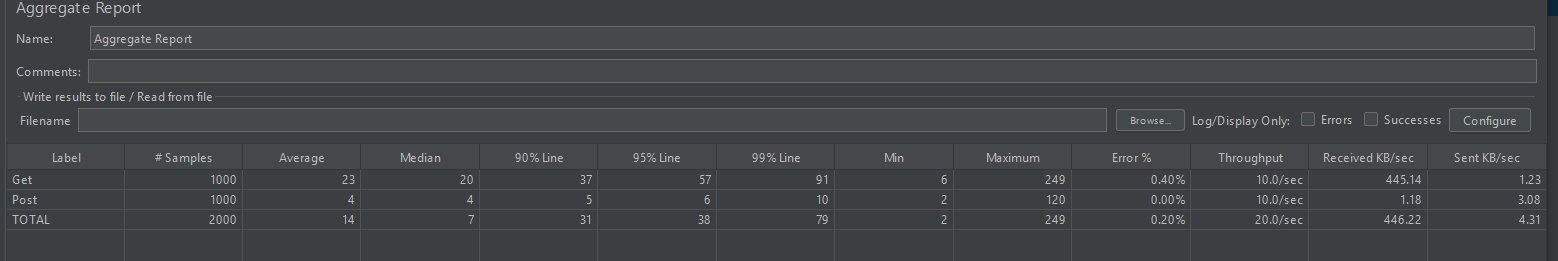 Aggregate Report
Name: Aggregate Report
Comments:
Write results to file / Read from file
Filename Browse... Log/Display Only: Errors Successes Configure
Label # Samples Average Median 90% Line 95% Line 99% Line Min Maximum Error % Throughput Received KB/sec Sent KB/sec
Get 1000 23 20 37 57 91 6 249 0.40% 10.0/sec 445.14 1.23
Post 1000 4 4 5 6 10 2 120 0.00% 10.0/sec 1.18 3.08
TOTAL 2000 14 7 31 38 79 2 249 0.20% 20.0/sec 446.22 4.31